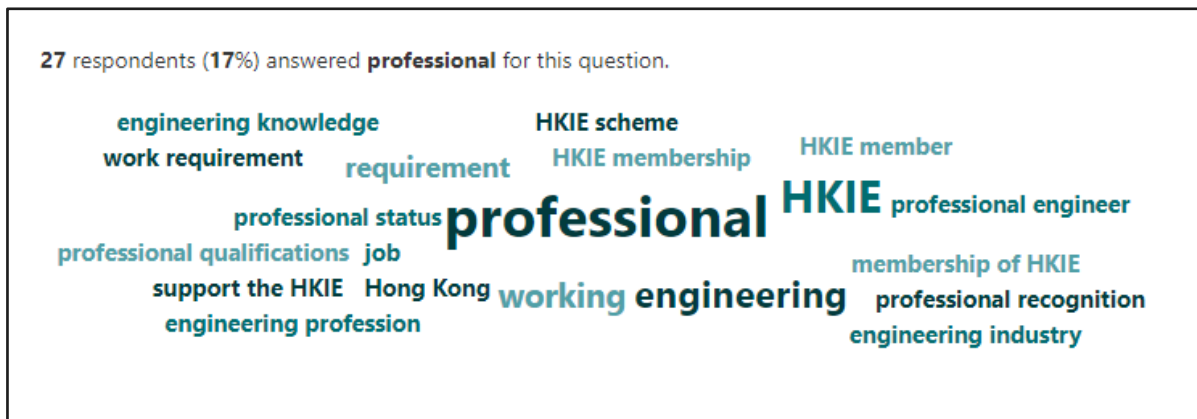 27 respondents (17%) answered professional for this question.
engineering knowledge
HKIE scheme
HKIE member
work requirement
requirement
HKIE membership
professional status
professional
HKIE
professional engineer
professional qualifications
job
membership of HKIE
support the HKIE
Hong Kong
working
engineering
professional recognition
engineering profession
engineering industry